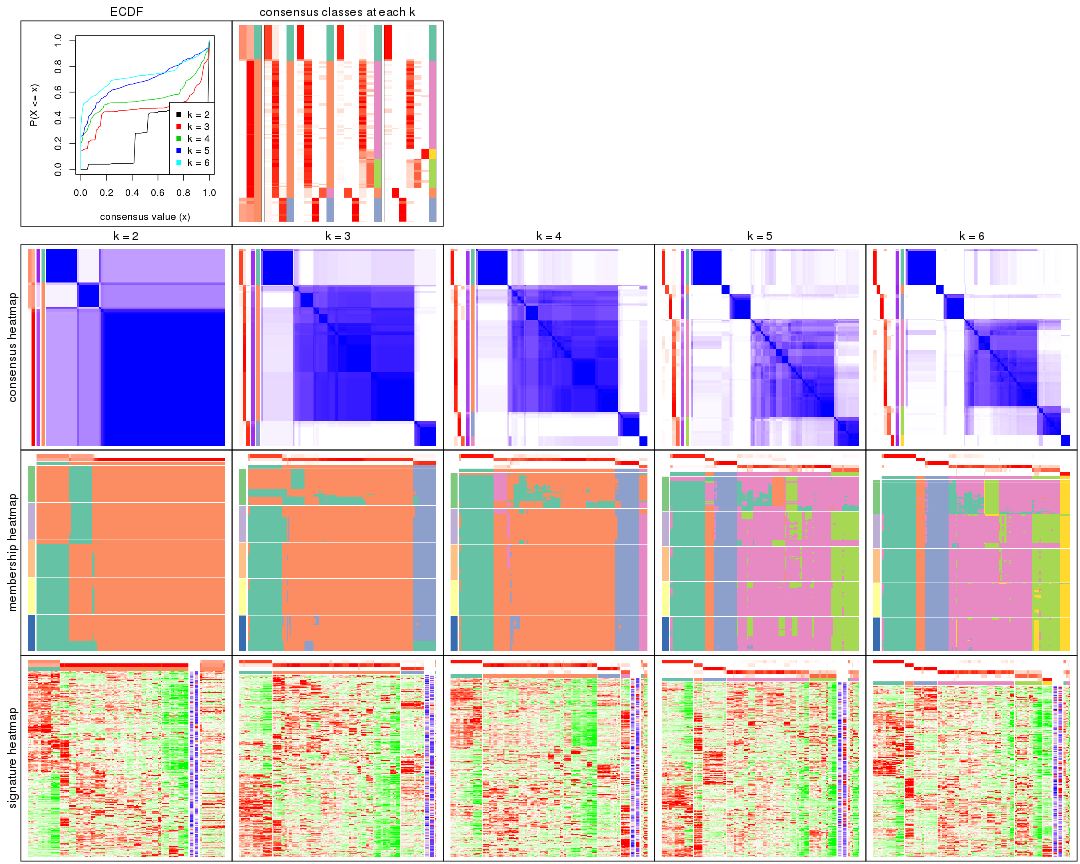 ECDF
consensus classes at each k
P(X <= x)
0.0
0.2
0.4
0.6
0.8
1.0
k = 2
k = 3
k = 4
k = 5
k = 6
0.0 0.2 0.4 0.6 0.8 1.0
consensus value (x)
k = 2
k = 3
k = 4
k = 5
k = 6
consensus heatmap
membership heatmap
signature heatmap